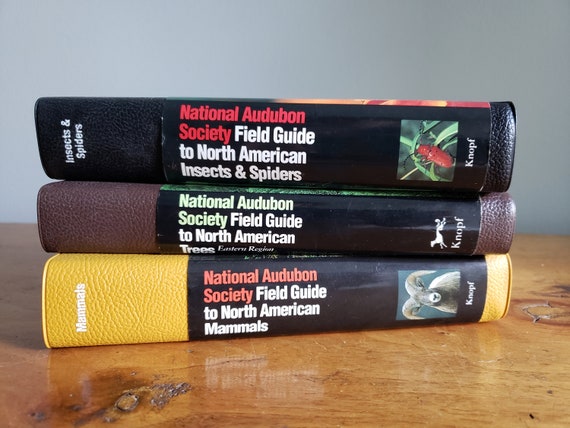 Insects &
Spiders
National Audubon
Society Field Guide
to North American
Insects & Spiders
Knopf
National Audubon
Society Field Guide
to North American
Trees Eastern Region
Knopf
Mammals
National Audubon
Society Field Guide
to North American
Mammals
Knopf